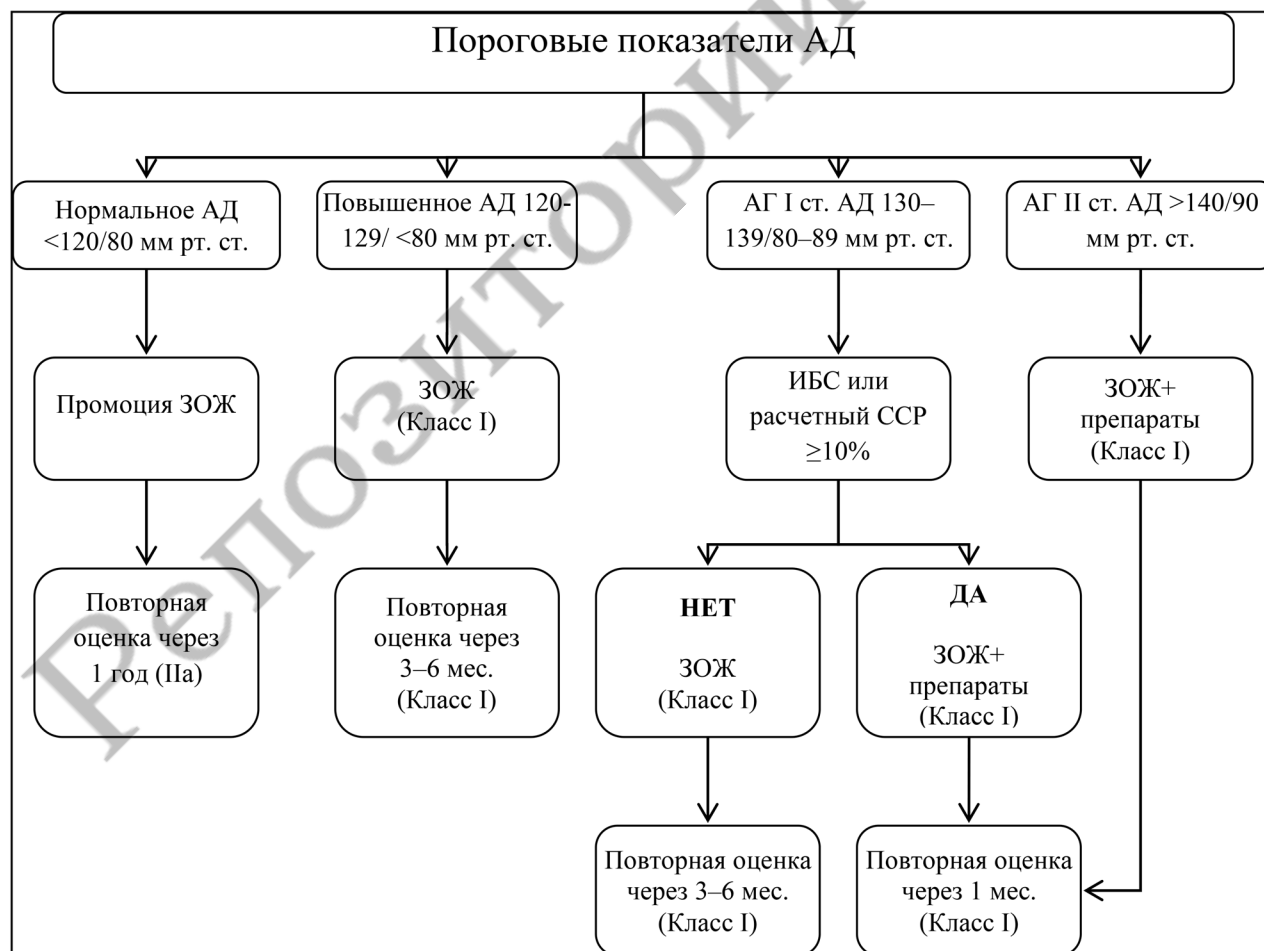 Пороговые показатели АД
Нормальное АД
<120/80 мм рт. ст.
Повышенное АД 120-
129/ <80 мм рт. ст.
АГ I ст. АД 130–
139/80–89 мм рт. ст.
АГ II ст. АД >140/90
мм рт. ст.
Промоция ЗОЖ
ЗОЖ
(Класс I)
ИБС или
расчетный ССР
≥10%
ЗОЖ+
препараты
(Класс I)
Повторная
оценка через
1 год (IIa)
Повторная
оценка через
3–6 мес.
(Класс I)
НЕТ
ЗОЖ
(Класс I)
ДА
ЗОЖ+
препараты
(Класс I)
Повторная оценка
через 3–6 мес.
(Класс I)
Повторная оценка
через 1 мес.
(Класс I)
Репозитории